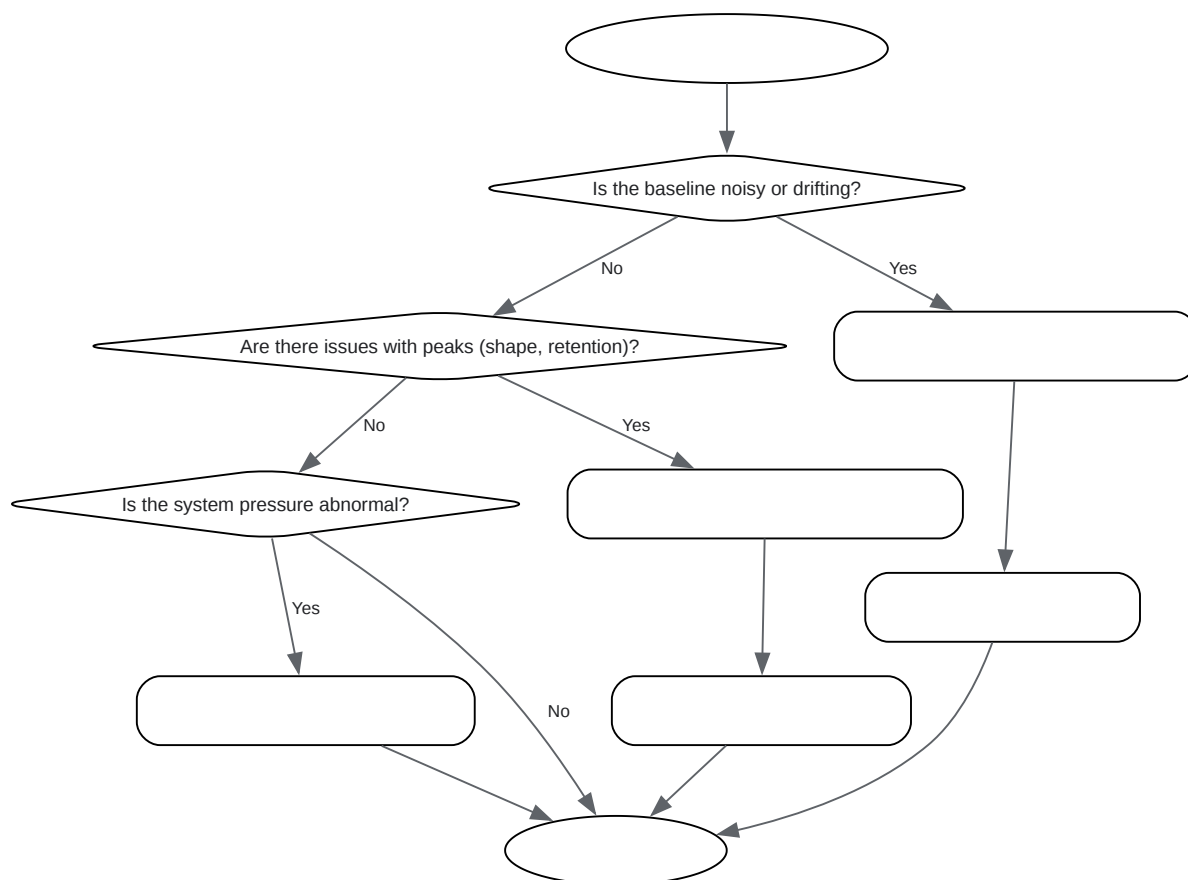 Is the baseline noisy or drifting?
No
Yes
Are there issues with peaks (shape, retention)?
No
Yes
Is the system pressure abnormal?
Yes
No